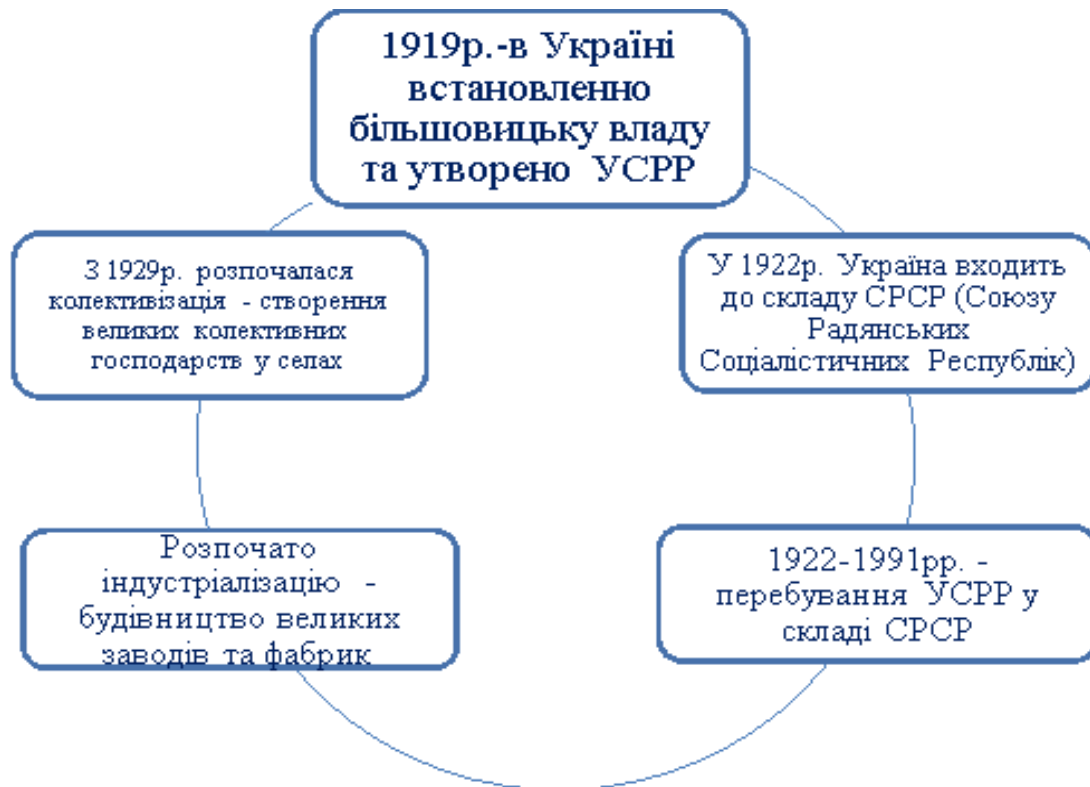 1919р.-в Україні
встановленно
більшовицьку владу
та утворено УСРР
У 1922р. Україна входить
до складу СРСР (Союзу
Радянських
Соціалістичних Республік)
1922-1991рр. -
перебування УСРР у
складі СРСР
Розпочато
індустріалізацію -
будівництво великих
заводів та фабрик
З 1929р. розпочалася
колективізація - створення
великих колективних
господарств у селах